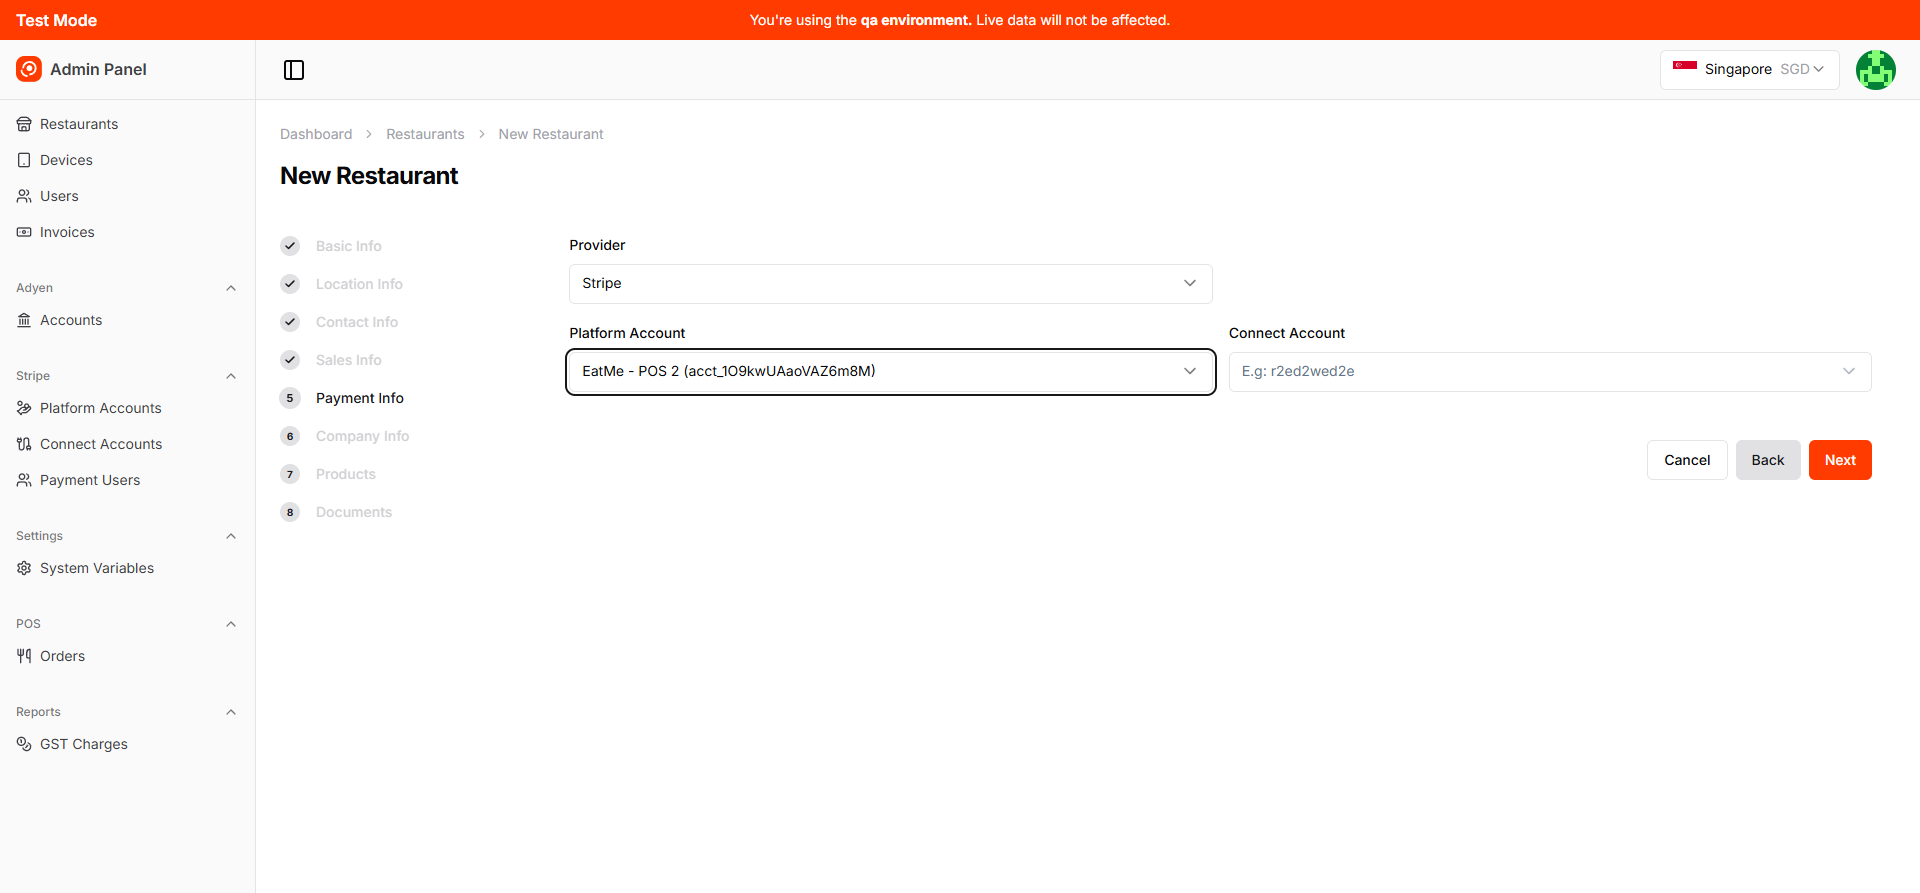 Test Mode
You're using the qa environment. Live data will not be affected.
Admin Panel
Singapore SGD
Restaurants
Devices
Users
Invoices
Adyen
Accounts
Stripe
Platform Accounts
Connect Accounts
Payment Users
Settings
System Variables
POS
Orders
Reports
GST Charges
Dashboard > Restaurants > New Restaurant
New Restaurant
Basic Info
Location Info
Contact Info
Sales Info
5 Payment Info
6 Company Info
7 Products
8 Documents
Provider
Stripe
Platform Account
EatMe - POS 2 (acct_1O9kwUAaoVAZ6m8M)
Connect Account
E.g: r2ed2wed2e
Cancel
Back
Next